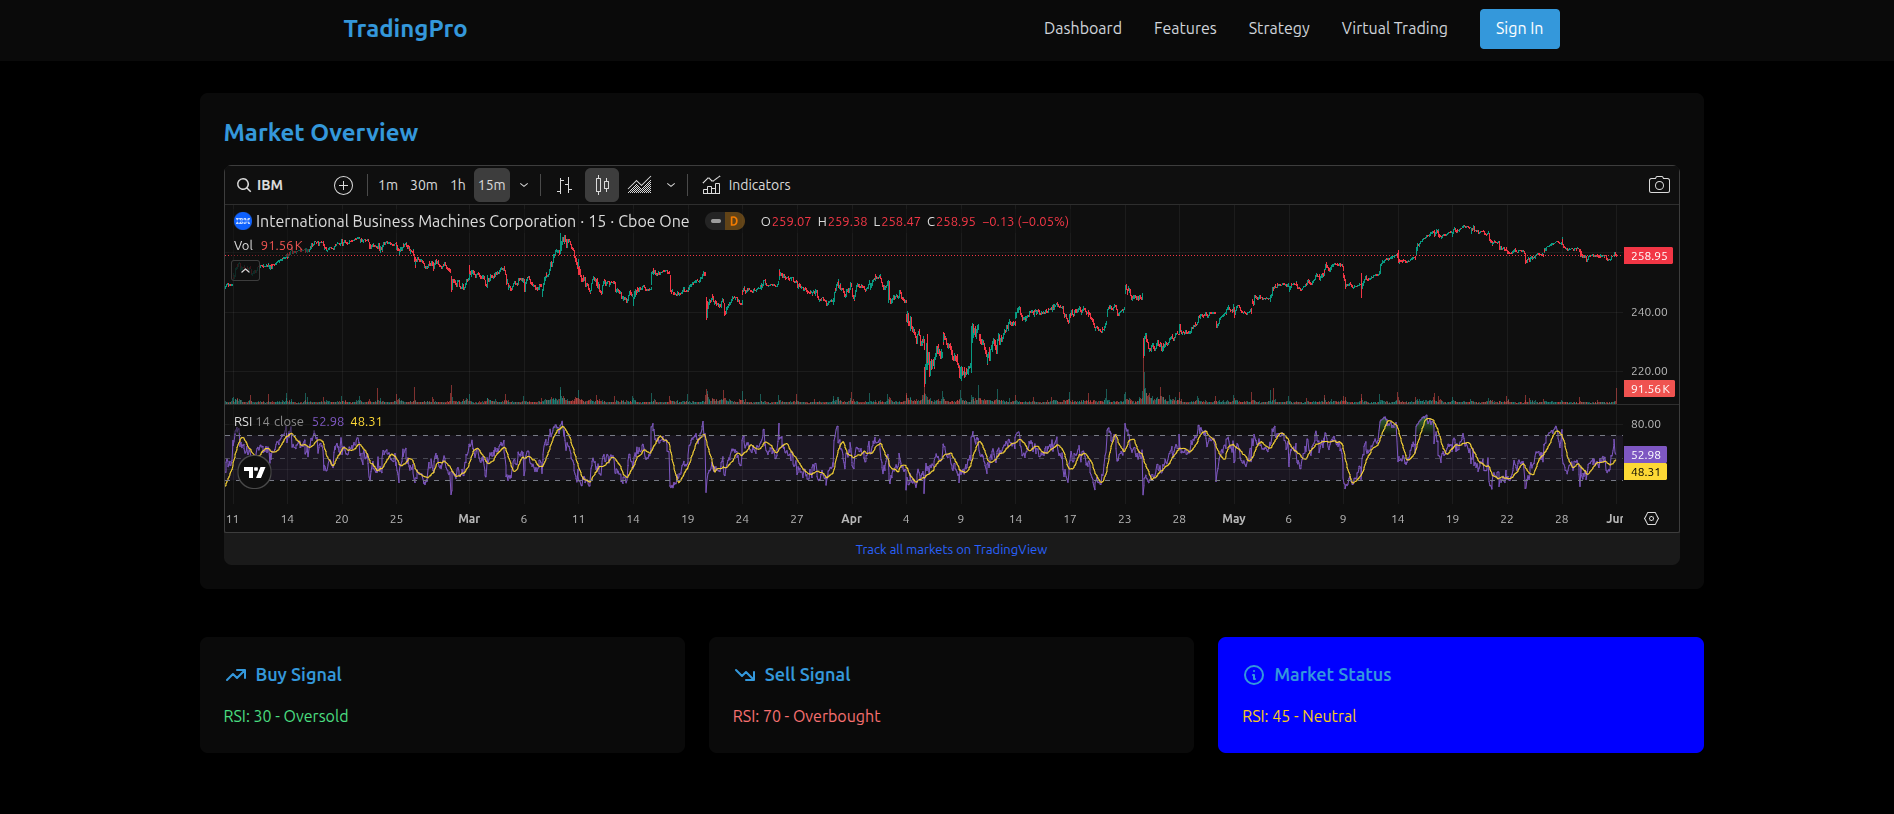 TradingPro Dashboard Features Strategy Virtual Trading Sign In
Market Overview
IBM 1m 30m 1h 15m Indicators
International Business Machines Corporation · 15 · Cboe One D O259.07 H259.38 L258.47 C258.95 −0.13 (−0.05%)
Vol 91.56K
258.95
240.00
220.00
91.56K
RSI 14 close 52.98 48.31
80.00
52.98
48.31
11 14 20 25 Mar 6 11 14 19 24 27 Apr 4 9 14 17 23 28 May 6 9 14 19 22 28 Jun
Track all markets on TradingView
Buy Signal Sell Signal Market Status
RSI: 30 - Oversold RSI: 70 - Overbought RSI: 45 - Neutral